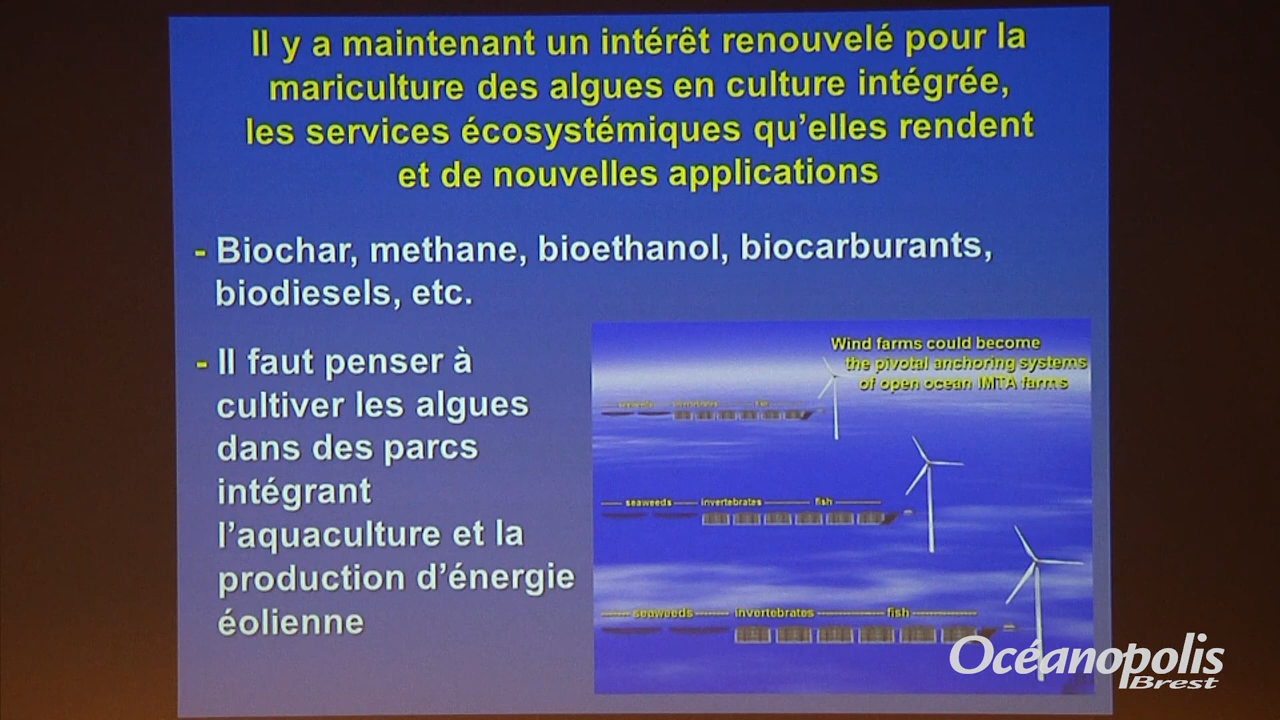 Il y a maintenant un intérêt renouvelé pour la
mariculture des algues en culture intégrée,
les services écosystémiques qu'elles rendent
et de nouvelles applications
- Biochar, methane, bioethanol, biocarburants,
biodiesels, etc.
- Il faut penser à
cultiver les algues
dans des parcs
intégrant
l'aquaculture et la
production d'énergie
éolienne
Wind farms could become
the pivotal anchoring systems
of open ocean IMTA farms
seaweeds invertebrates fish
seaweeds invertebrates fish
seaweeds invertebrates fish
Océanopolis
Brest